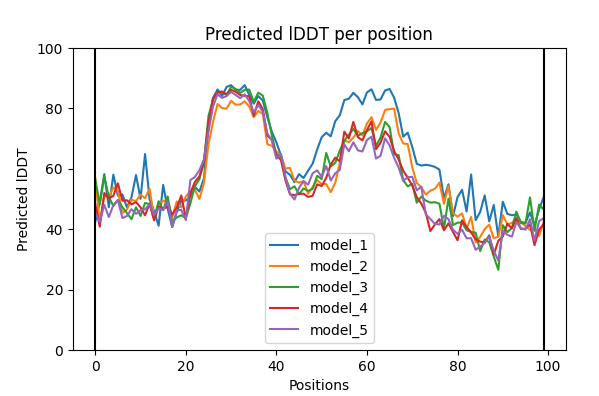 Predicted lDDT per position
100
80
60
40
20
0
Predicted lDDT
0 20 40 60 80 100
Positions
model_1
model_2
model_3
model_4
model_5